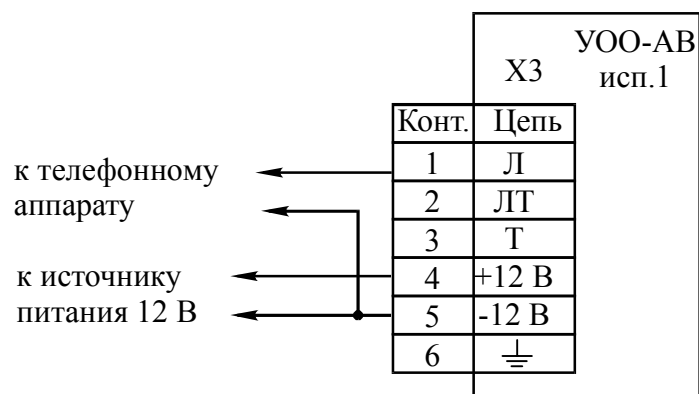 УОО-АВ
исп.1
X3
Конт. Цепь
1 Л
2 ЛТ
3 Т
4 +12 В
5 -12 В
6
к телефонному
аппарату
к источнику
питания 12 В